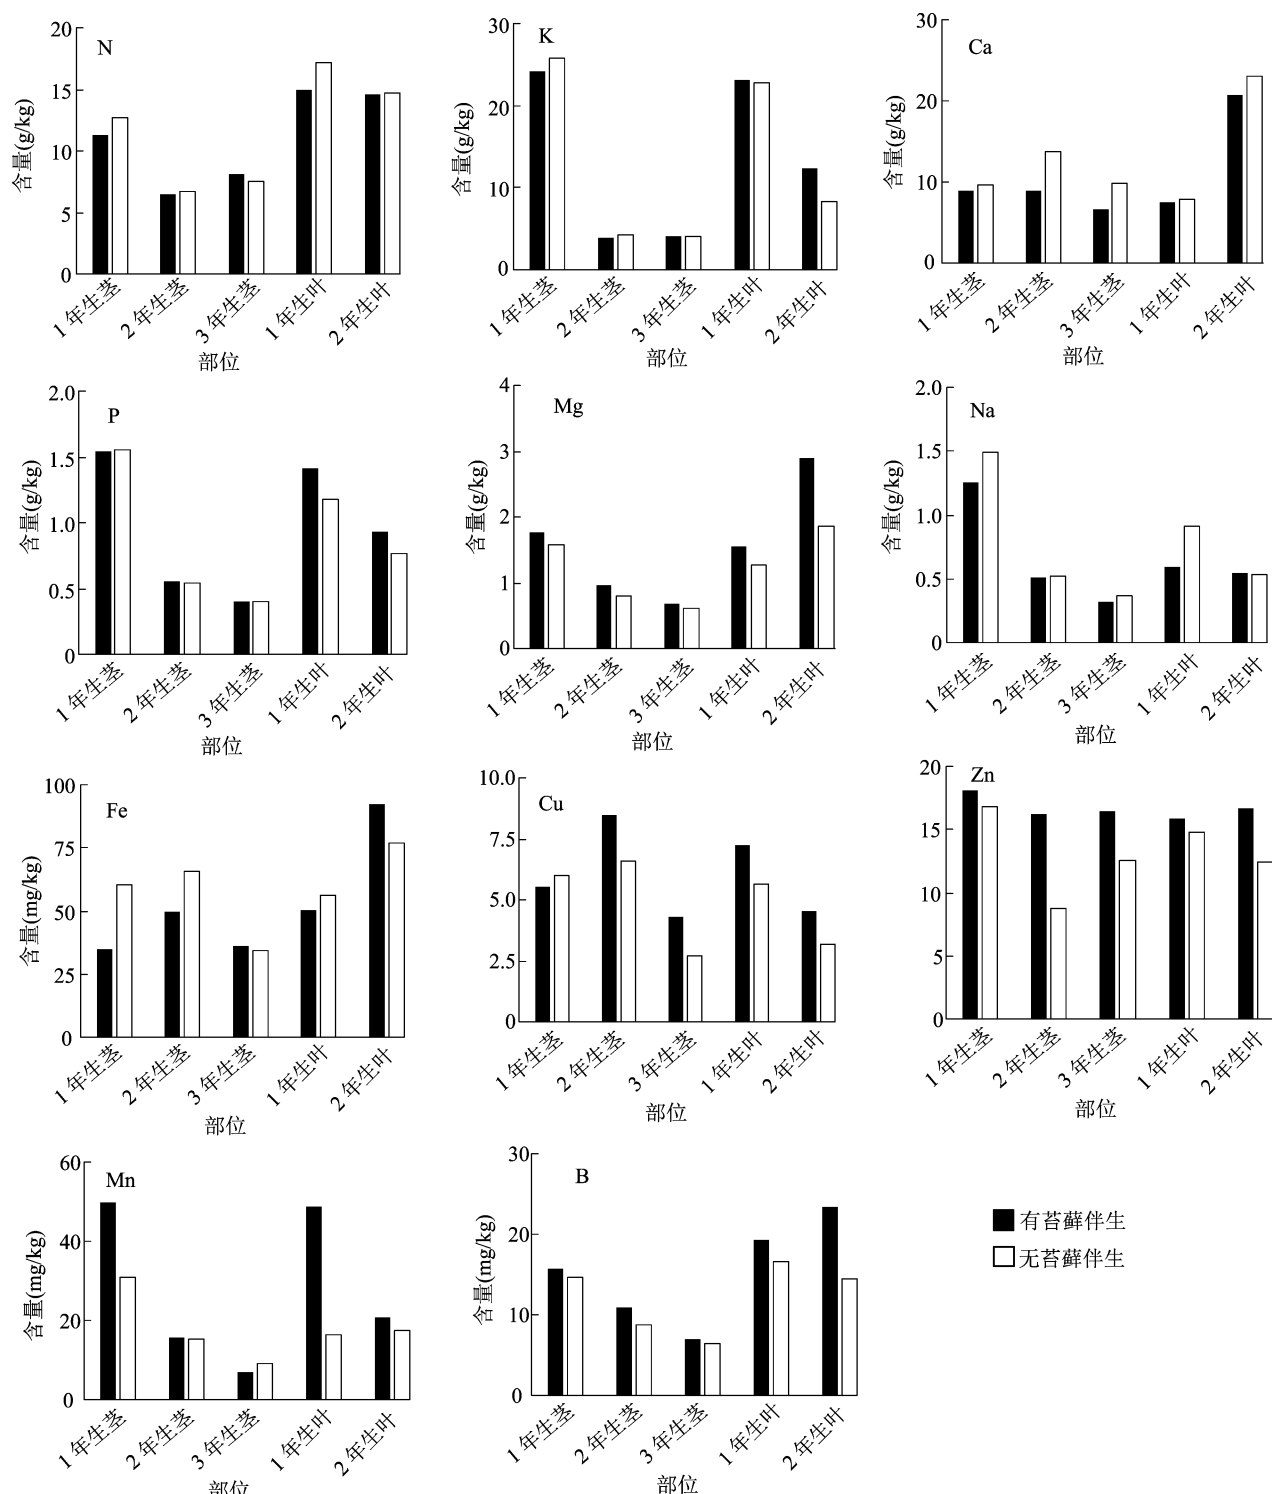 N
20
15
10
5
0
含量(g/kg)
1 年生茎
2 年生茎
3 年生茎
1 年生叶
2 年生叶
部位
K
30
20
10
0
含量(g/kg)
1 年生茎
2 年生茎
3 年生茎
1 年生叶
2 年生叶
部位
Ca
30
20
10
0
含量(g/kg)
1 年生茎
2 年生茎
3 年生茎
1 年生叶
2 年生叶
部位
P
2.0
1.5
1.0
0.5
0
含量(g/kg)
1 年生茎
2 年生茎
3 年生茎
1 年生叶
2 年生叶
部位
Mg
4
3
2
1
0
含量(g/kg)
1 年生茎
2 年生茎
3 年生茎
1 年生叶
2 年生叶
部位
Na
2.0
1.5
1.0
0.5
0
含量(g/kg)
1 年生茎
2 年生茎
3 年生茎
1 年生叶
2 年生叶
部位
Fe
100
75
50
25
0
含量(mg/kg)
1 年生茎
2 年生茎
3 年生茎
1 年生叶
2 年生叶
部位
Cu
10.0
7.5
5.0
2.5
0
1 年生茎
2 年生茎
3 年生茎
1 年生叶
2 年生叶
部位
Zn
20
15
10
5
0
1 年生茎
2 年生茎
3 年生茎
1 年生叶
2 年生叶
部位
Mn
60
40
20
0
含量(mg/kg)
1 年生茎
2 年生茎
3 年生茎
1 年生叶
2 年生叶
部位
B
30
20
10
0
含量(mg/kg)
1 年生茎
2 年生茎
3 年生茎
1 年生叶
2 年生叶
部位
有苔藓伴生
无苔藓伴生